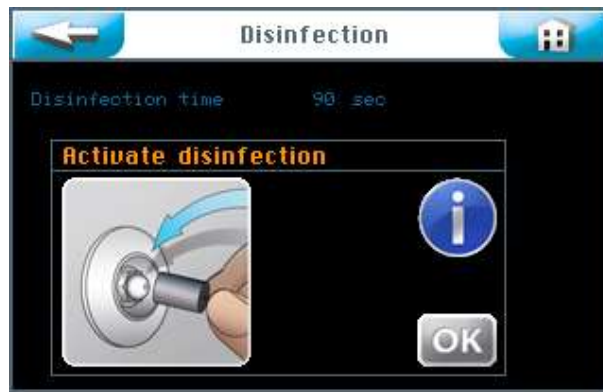 Disinfection
Disinfection time 90 sec
Activate disinfection
i
OK